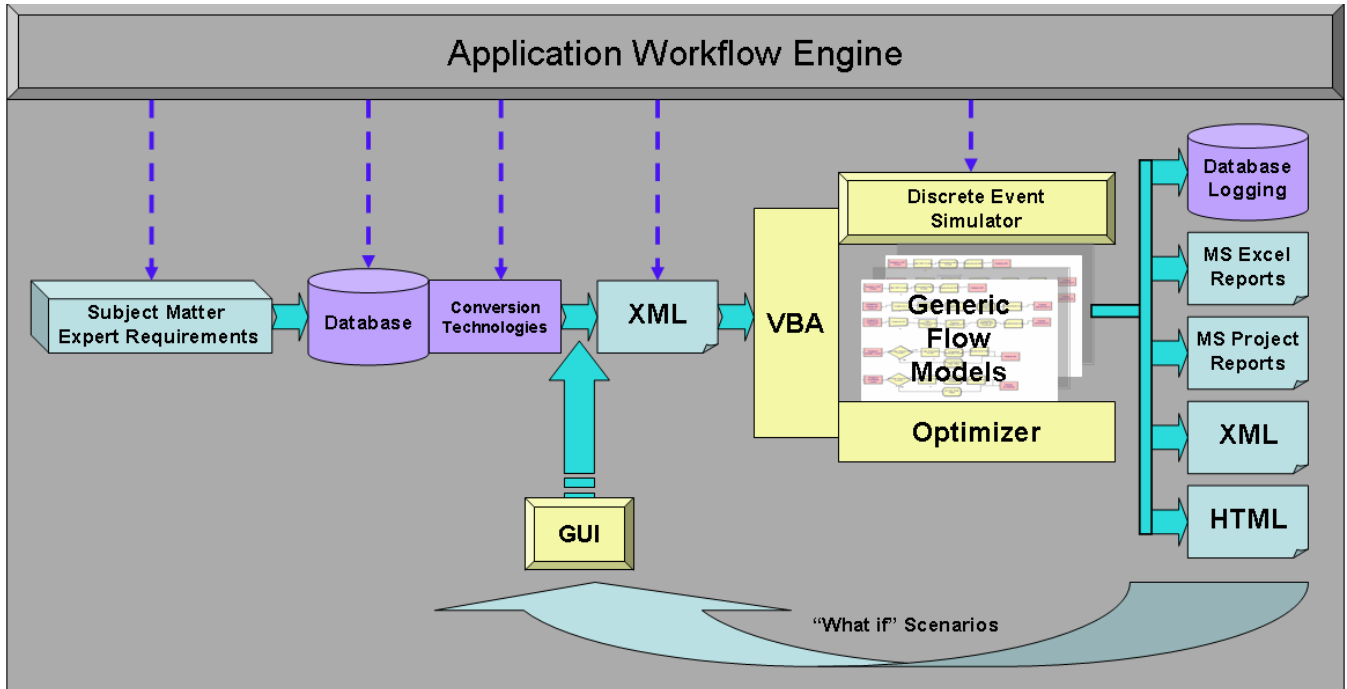 Application Workflow Engine
Subject Matter
Expert Requirements
Database
Conversion
Technologies
XML
VBA
Discrete Event
Simulator
Generic
Flow
Models
Optimizer
Database
Logging
MS Excel
Reports
MS Project
Reports
XML
HTML
GUI
“What if” Scenarios